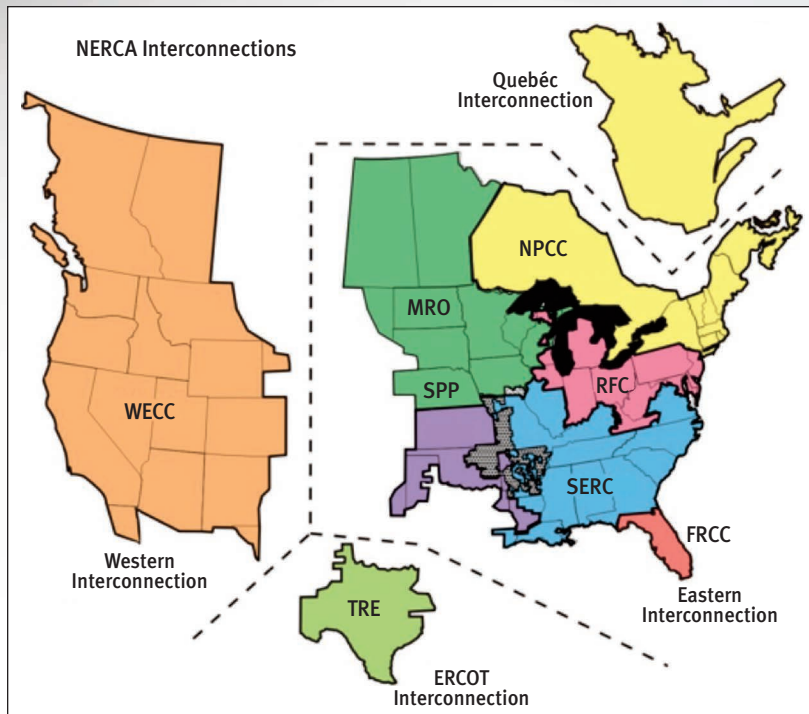 NERCA Interconnections
Quebéc
Interconnection
NPCC
MRO
SPP
RFC
WECC
SERC
FRCC
Western
Interconnection
Eastern
Interconnection
TRE
ERCOT
Interconnection